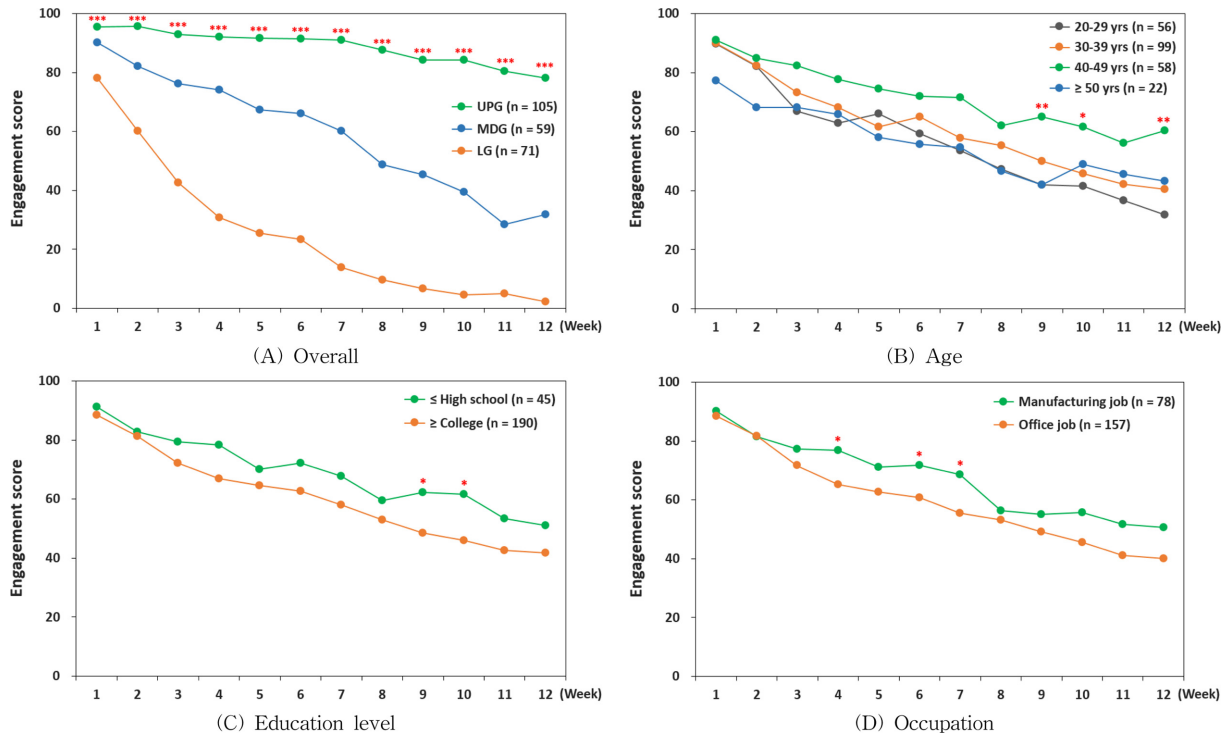 100
80
60
40
20
0
Engagement score
*** *** *** *** *** *** *** *** *** *** *** ***
UPG (n = 105)
MDG (n = 59)
LG (n = 71)
1 2 3 4 5 6 7 8 9 10 11 12 (Week)
(A) Overall
100
80
60
40
20
0
Engagement score
20-29 yrs (n = 56)
30-39 yrs (n = 99)
40-49 yrs (n = 58)
≥ 50 yrs (n = 22)
** * **
1 2 3 4 5 6 7 8 9 10 11 12 (Week)
(B) Age
100
80
60
40
20
0
Engagement score
≤ High school (n = 45)
≥ College (n = 190)
* *
1 2 3 4 5 6 7 8 9 10 11 12 (Week)
(C) Education level
100
80
60
40
20
0
Engagement score
Manufacturing job (n = 78)
Office job (n = 157)
* * *
1 2 3 4 5 6 7 8 9 10 11 12 (Week)
(D) Occupation